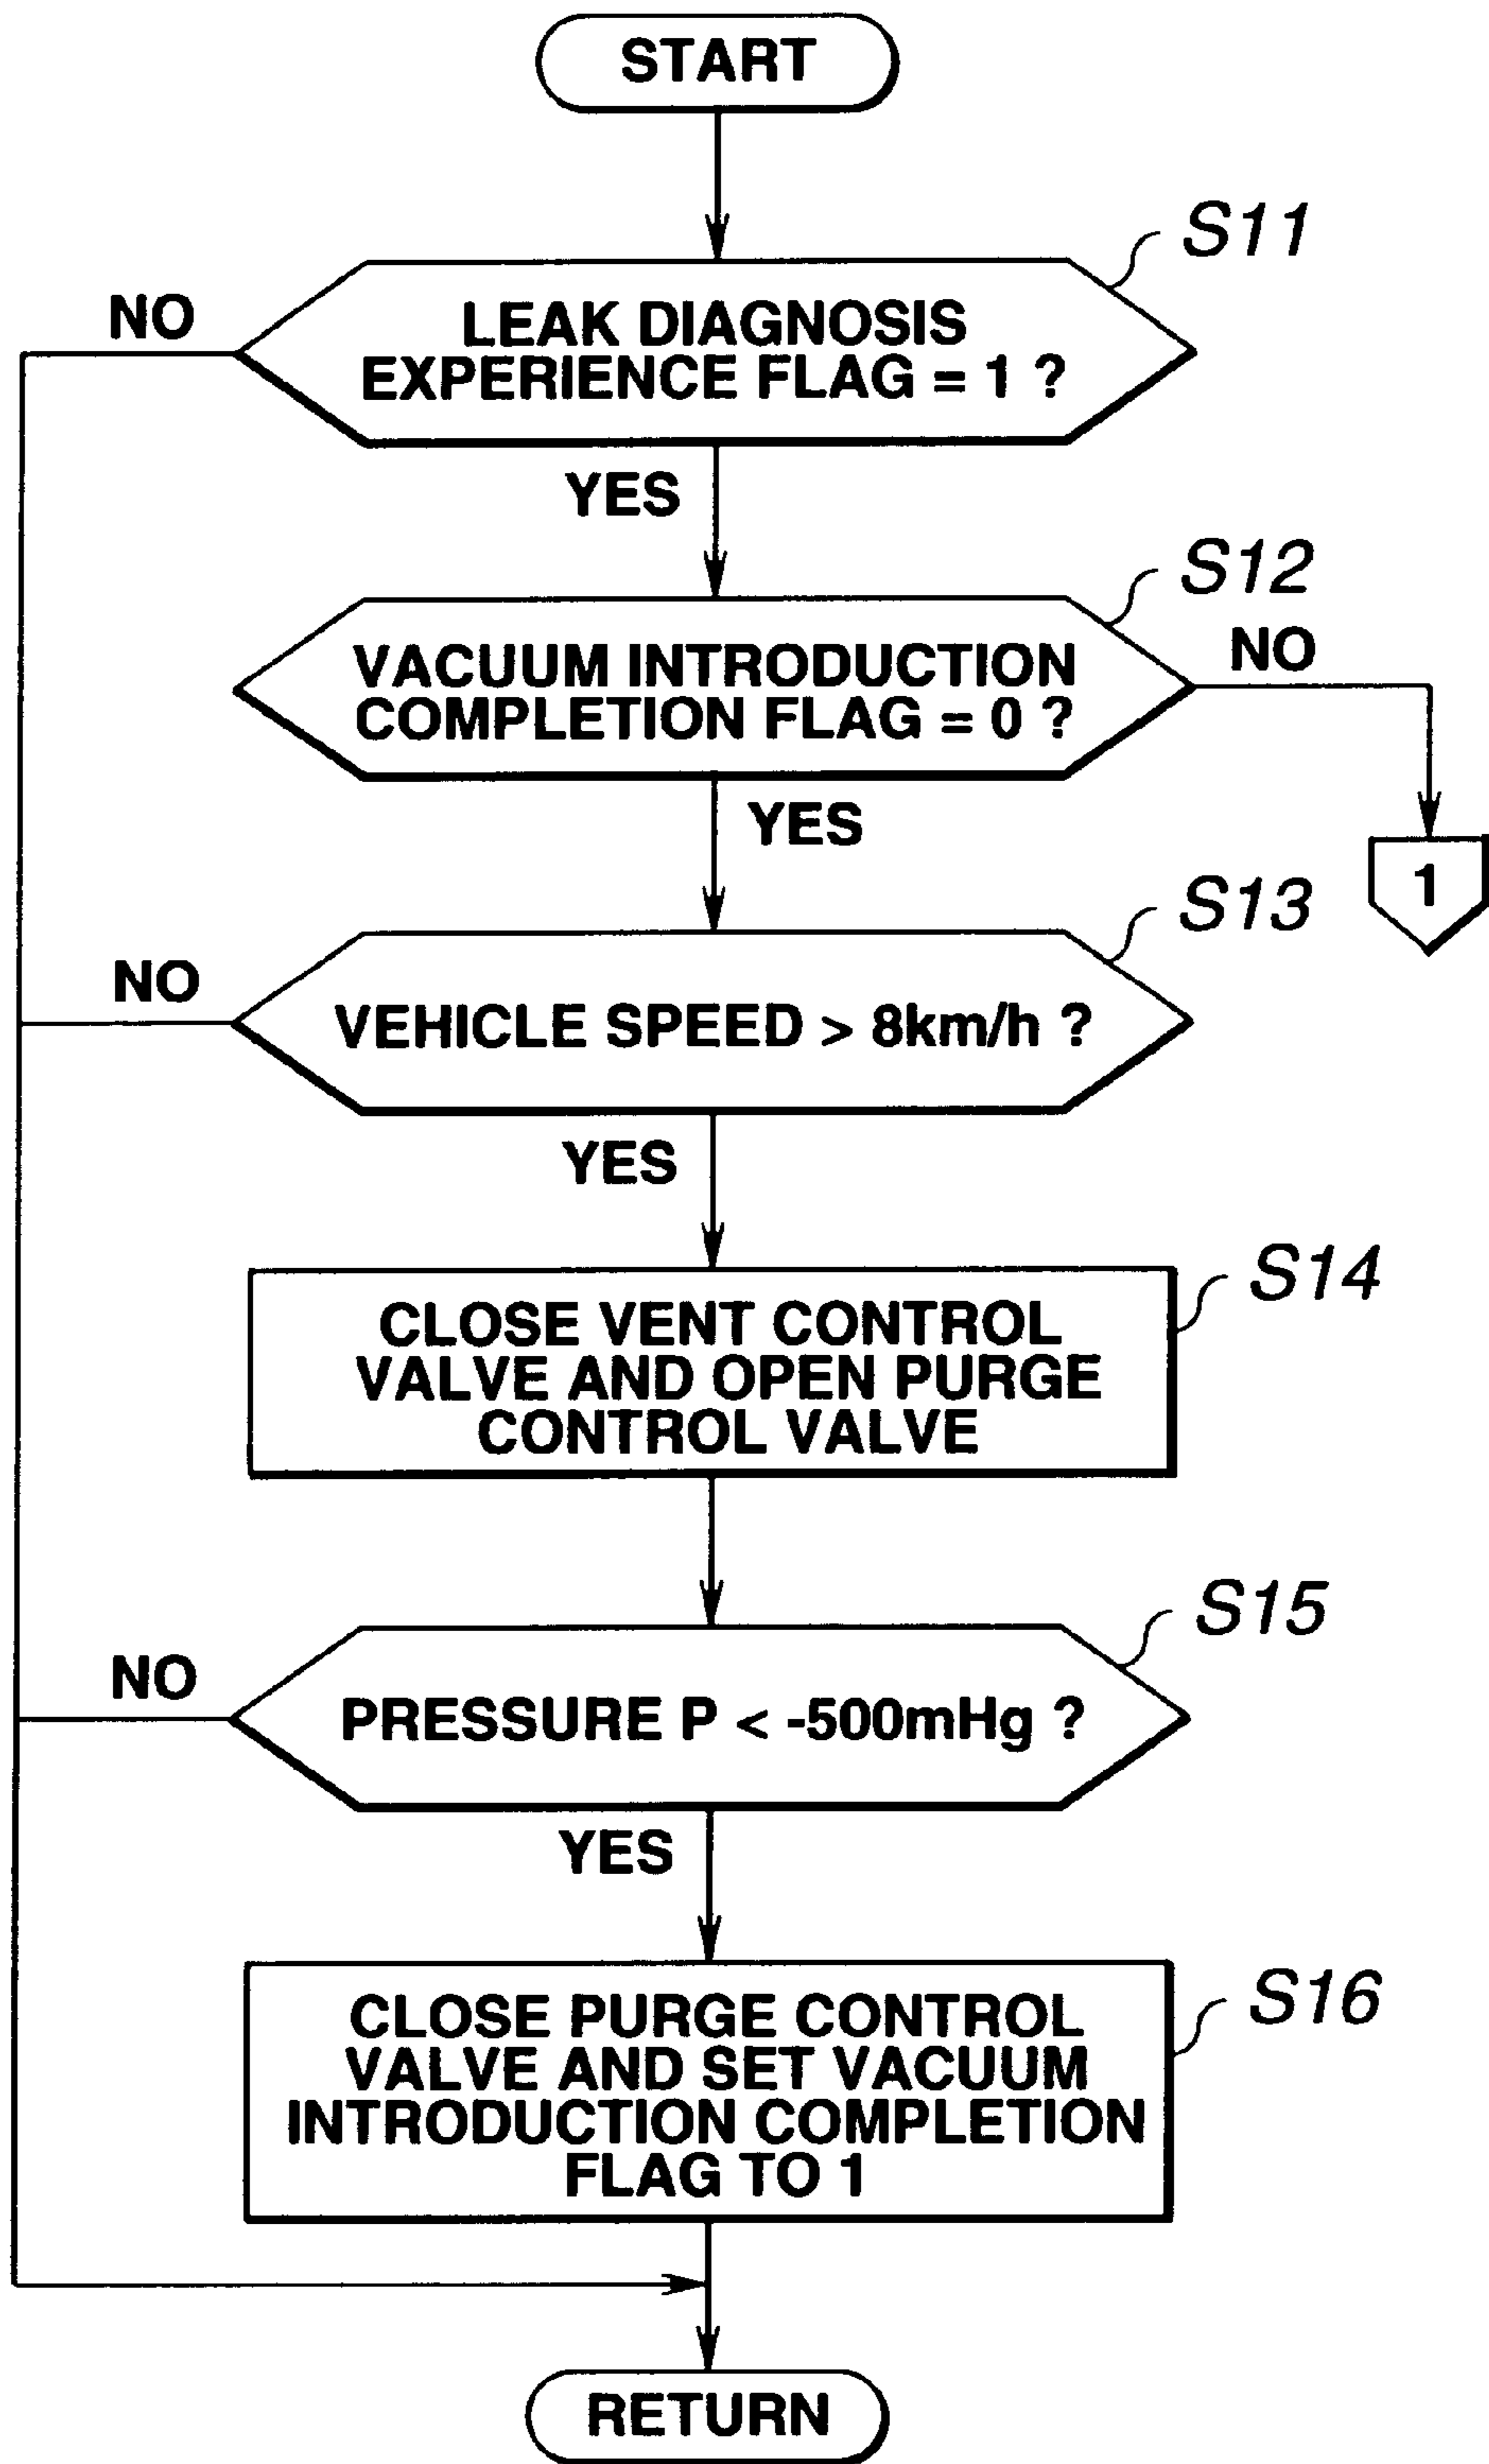 START
S11
NO
LEAK DIAGNOSIS
EXPERIENCE FLAG = 1 ?
YES
S12
NO
VACUUM INTRODUCTION
COMPLETION FLAG = 0 ?
YES
1
S13
NO
VEHICLE SPEED > 8km/h ?
YES
S14
CLOSE VENT CONTROL
VALVE AND OPEN PURGE
CONTROL VALVE
S15
NO
PRESSURE P < -500mHg ?
YES
S16
CLOSE PURGE CONTROL
VALVE AND SET VACUUM
INTRODUCTION COMPLETION
FLAG TO 1
RETURN